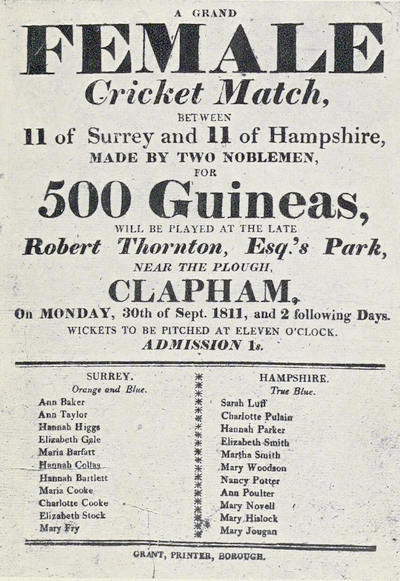 A GRAND
FEMALE
Cricket Match,
BETWEEN
11 of Surrey and 11 of Hampshire,
MADE BY TWO NOBLEMEN,
FOR
500 Guineas,
WILL BE PLAYED AT THE LATE
Robert Thornton, Esq.'s Park,
NEAR THE PLOUGH,
CLAPHAM,
On MONDAY, 30th of Sept. 1811, and 2 following Days.
WICKETS TO BE PITCHED AT ELEVEN O'CLOCK.
ADMISSION 1s.
SURREY.
Orange and Blue.
Ann Baker
Ann Taylor
Hannah Higgs
Elizabeth Gale
Maria Barfatt
Hannah Collas
Hannah Bartlett
Maria Cooke
Charlotte Cooke
Elizabeth Stock
Mary Fry
HAMPSHIRE.
True Blue.
Sarah Luff
Charlotte Pulain
Hannah Parker
Elizabeth Smith
Martha Smith
Mary Woodson
Nancy Potter
Ann Poulter
Mary Novell
Mary Hislock
Mary Jougan
GRANT, PRINTER, BOROUGH.